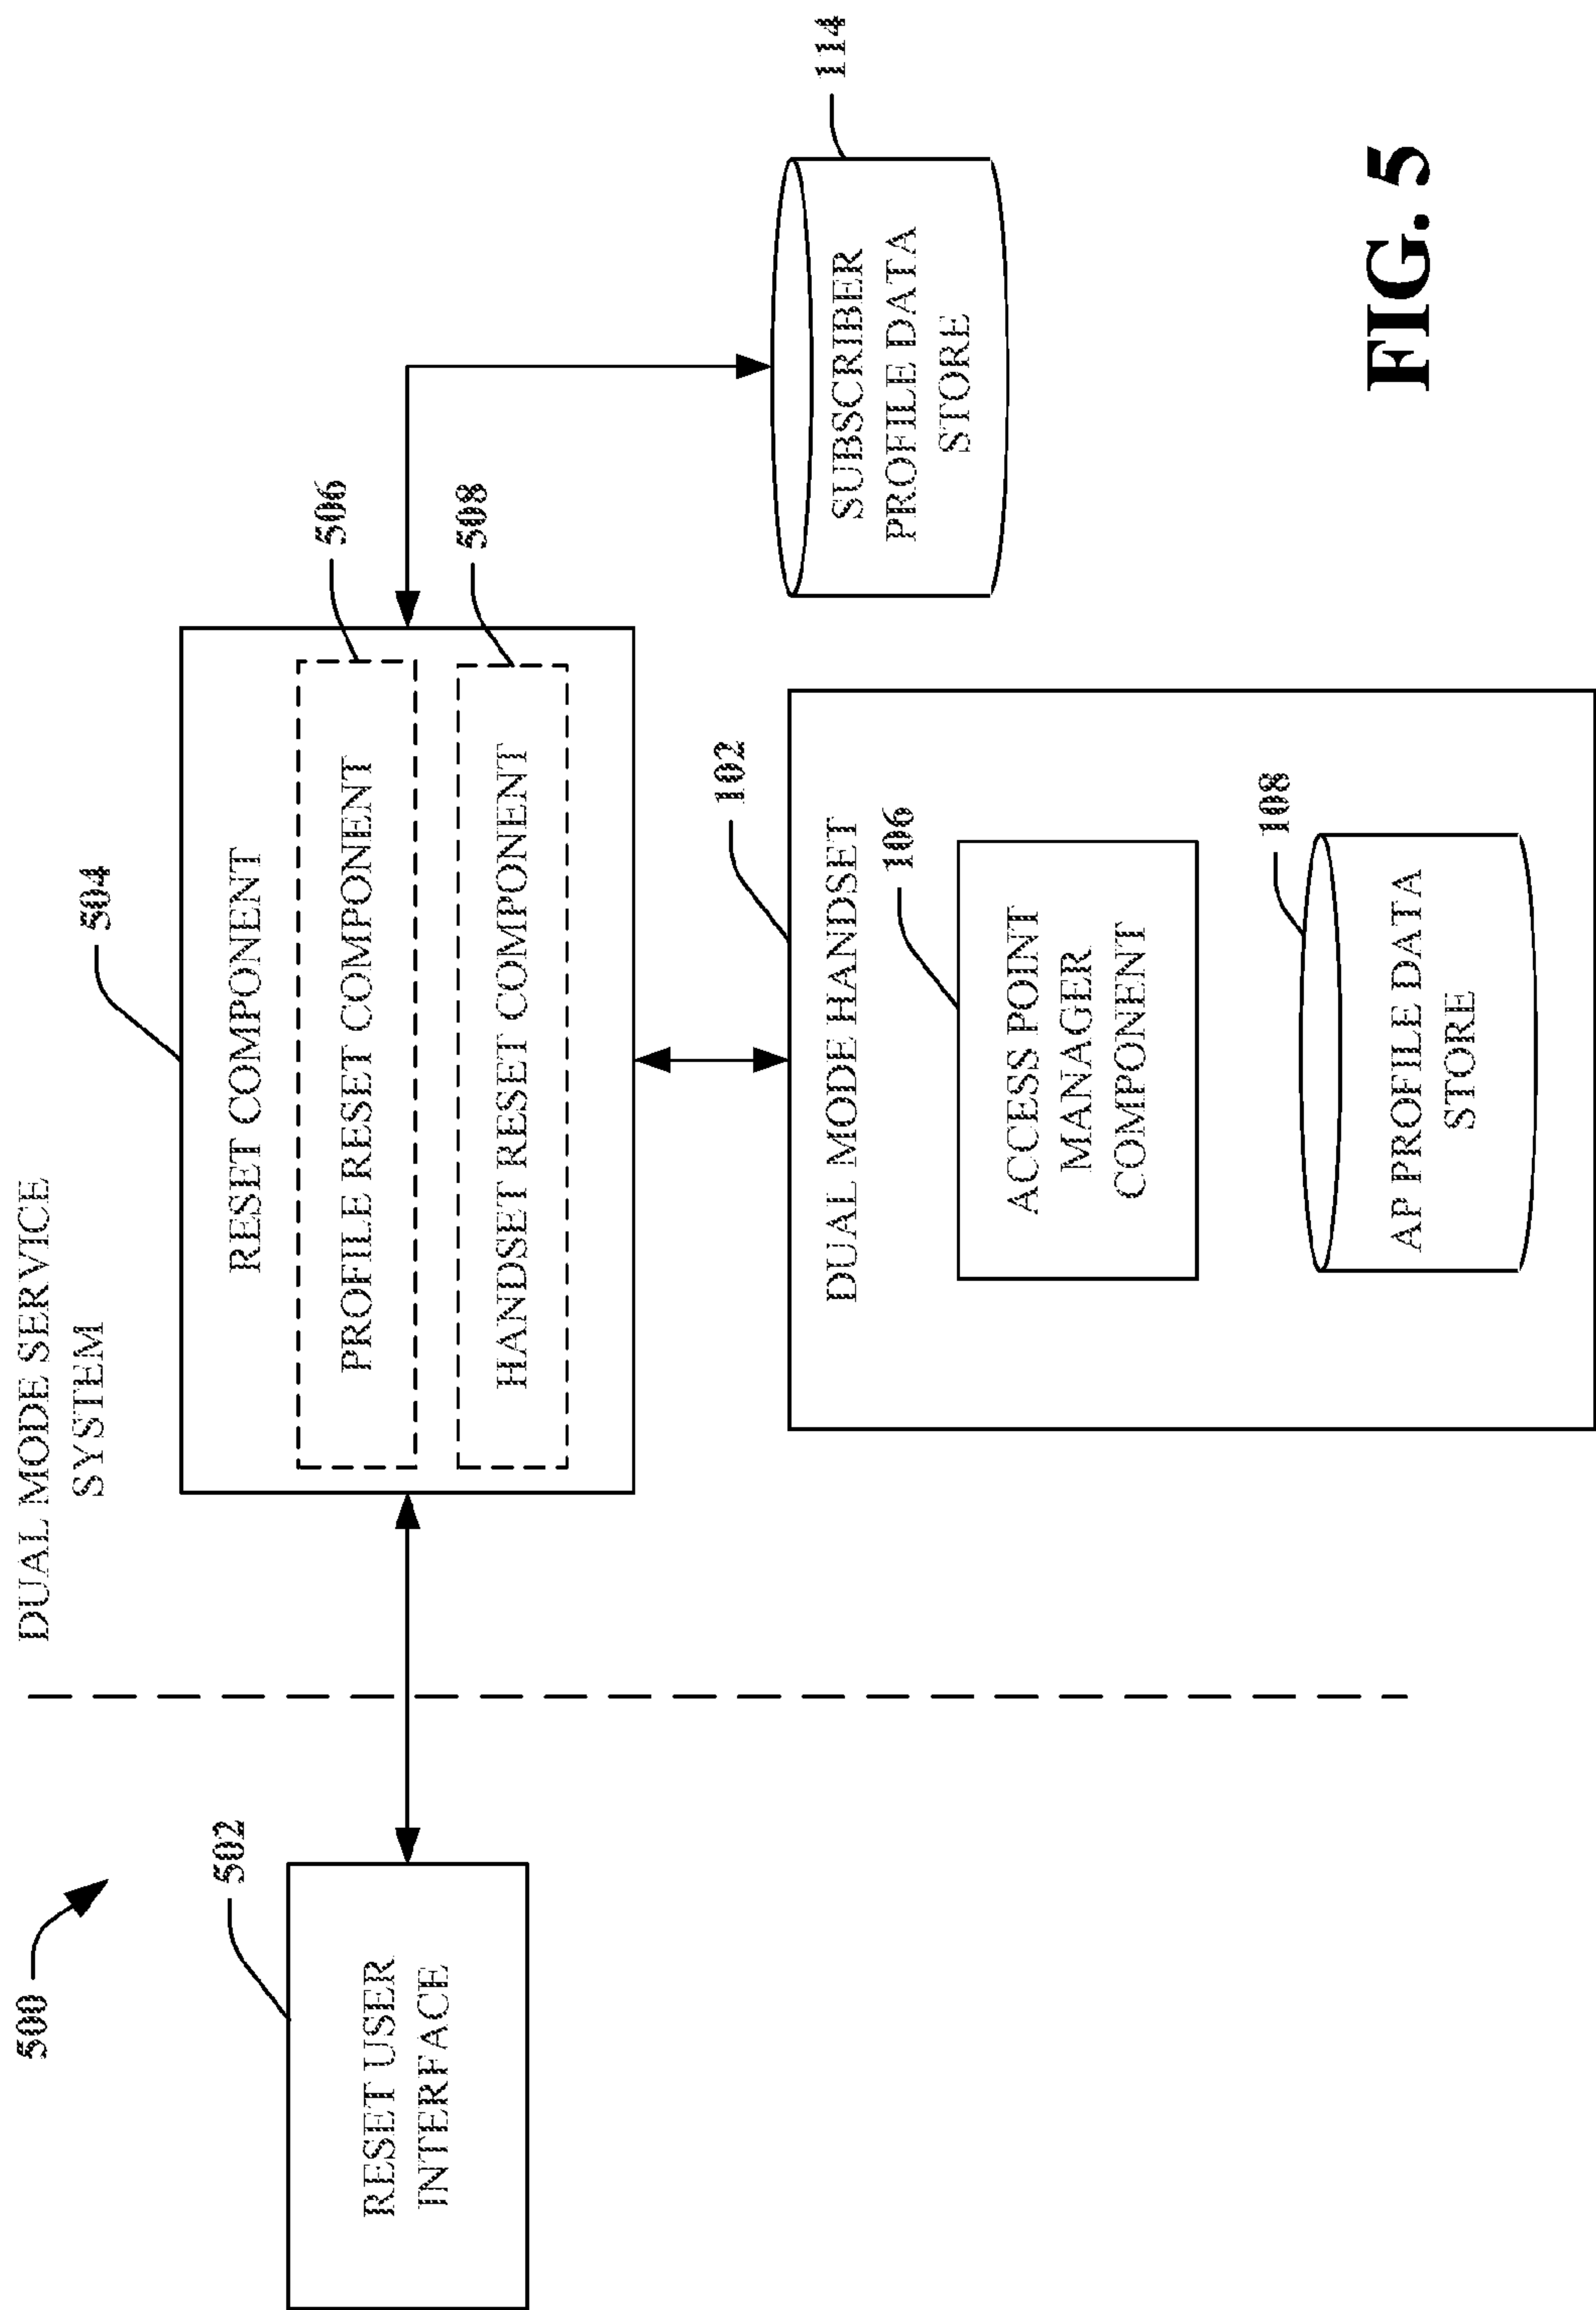 500
DUAL MODE SERVICE
SYSTEM
502
RESET USER
INTERFACE
504
RESET COMPONENT
506
PROFILE RESET COMPONENT
508
HANDSET RESET COMPONENT
102
DUAL MODE HANDSET
106
ACCESS POINT
MANAGER
COMPONENT
108
AP PROFILE DATA
STORE
114
SUBSCRIBER
PROFILE DATA
STORE
FIG. 5